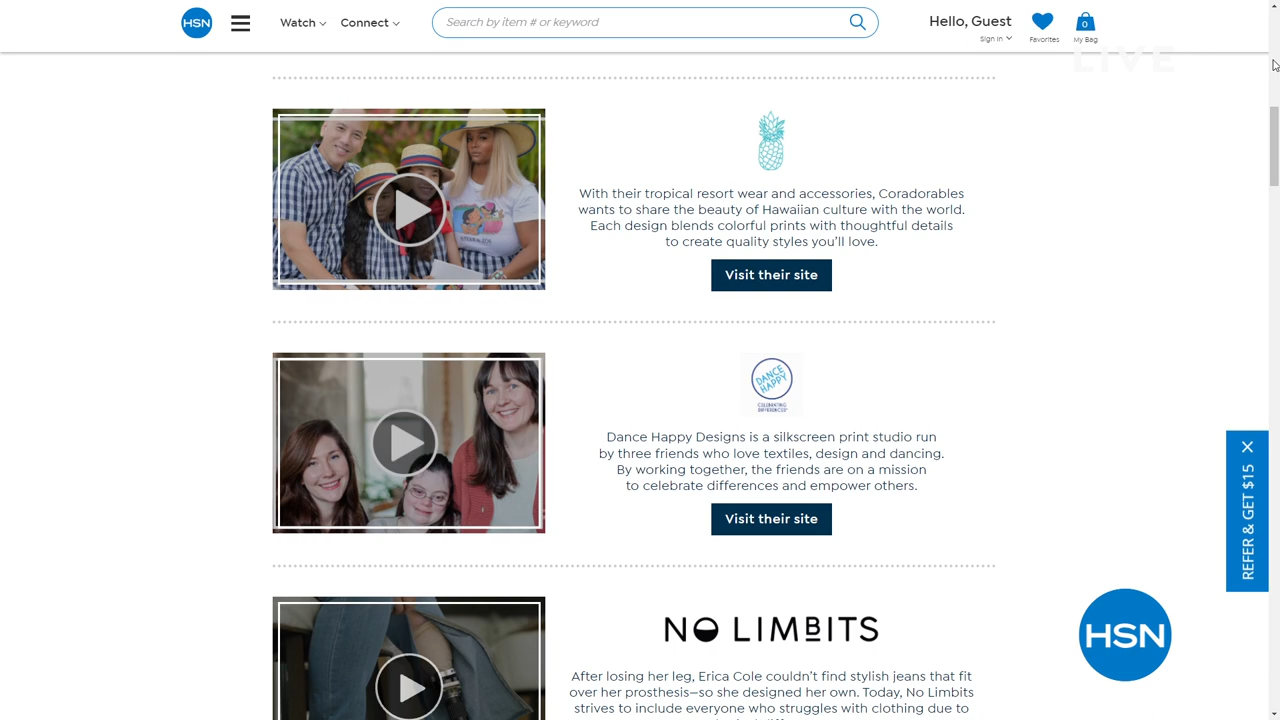 HSN
Watch
Connect
Search by item # or keyword
Hello, Guest
Sign In
Favorites
0
My Bag
LIVE
With their tropical resort wear and accessories, Coradorables
wants to share the beauty of Hawaiian culture with the world.
Each design blends colorful prints with thoughtful details
to create quality styles you'll love.
Visit their site
DANCE
HAPPY
CELEBRATING
DIFFERENCES
Dance Happy Designs is a silkscreen print studio run
by three friends who love textiles, design and dancing.
By working together, the friends are on a mission
to celebrate differences and empower others.
Visit their site
REFER & GET $15
NO LIMBITS
After losing her leg, Erica Cole couldn't find stylish jeans that fit
over her prosthesis—so she designed her own. Today, No Limbits
strives to include everyone who struggles with clothing due to
HSN